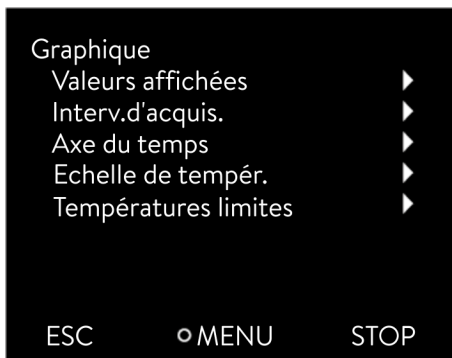 Graphique
Valeurs affichées
Interv.d'acquis.
Axe du temps
Echelle de tempér.
Températures limites
ESC MENU STOP